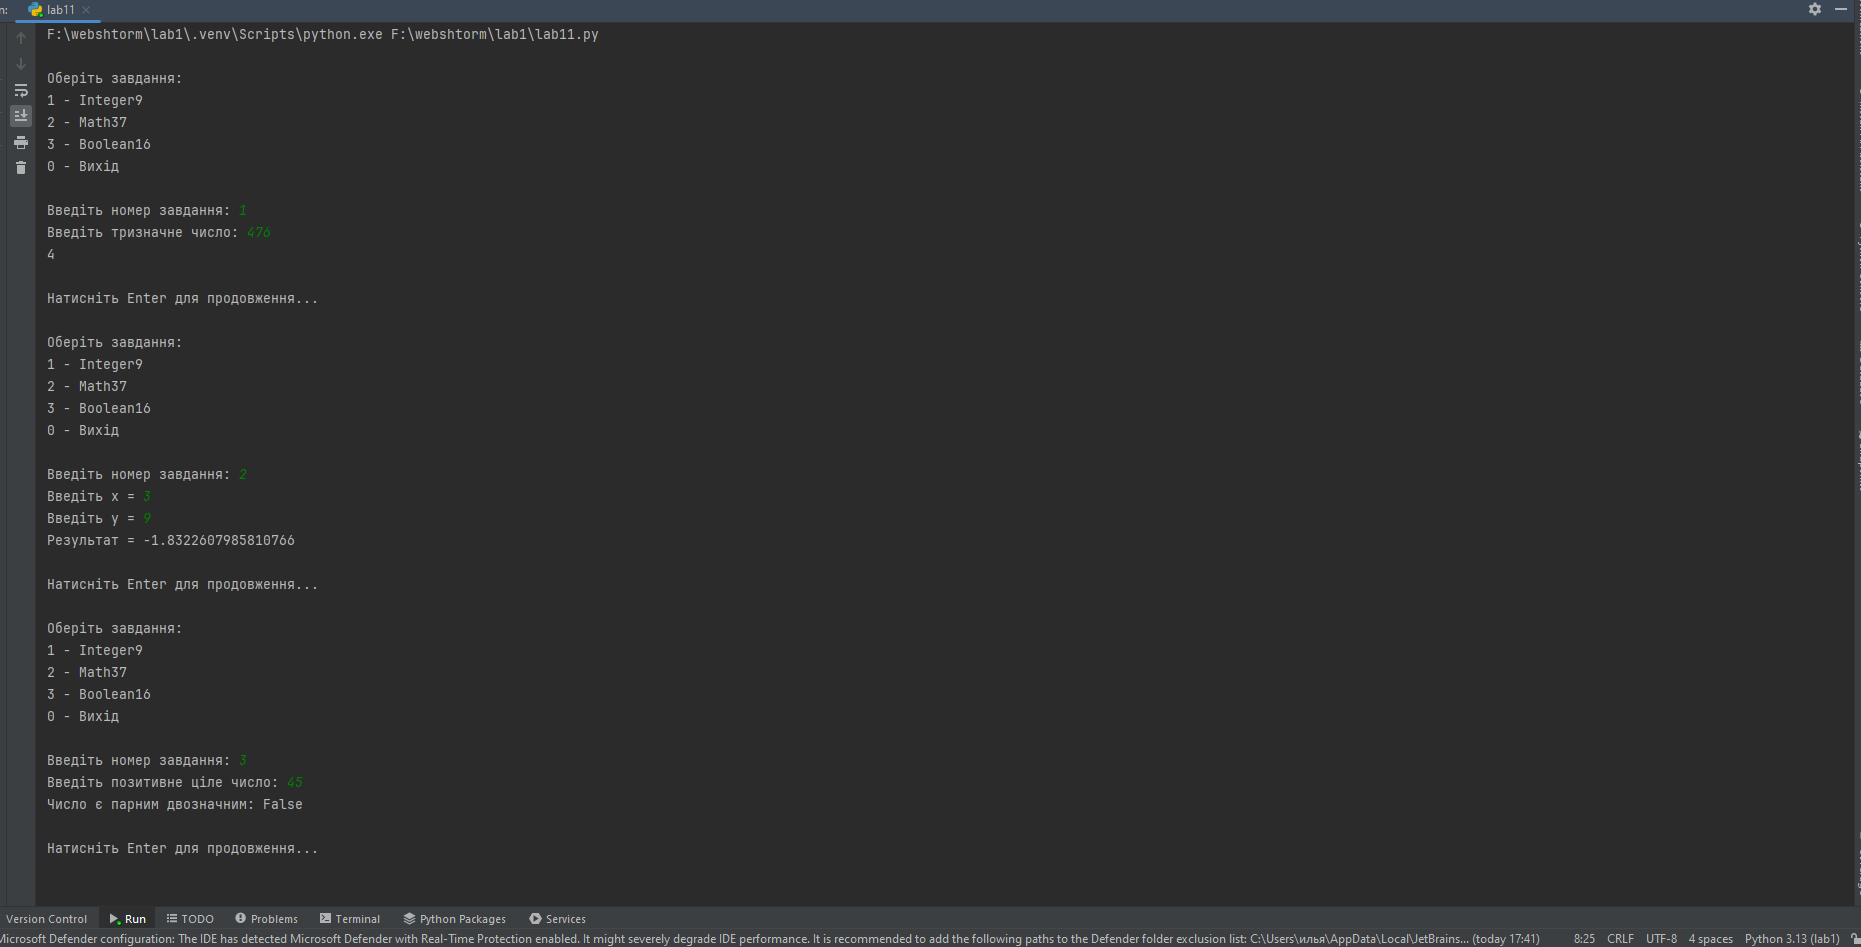 n:
lab11
F:\webshtorm\lab1\.venv\Scripts\python.exe F:\webshtorm\lab1\lab11.py
Оберіть завдання:
1 - Integer9
2 - Math37
3 - Boolean16
0 - Вихід
Введіть номер завдання: 1
Введіть тризначне число: 476
4
Натисніть Enter для продовження...
Оберіть завдання:
1 - Integer9
2 - Math37
3 - Boolean16
0 - Вихід
Введіть номер завдання: 2
Введіть x = 3
Введіть y = 9
Результат = -1.8322607985810766
Натисніть Enter для продовження...
Оберіть завдання:
1 - Integer9
2 - Math37
3 - Boolean16
0 - Вихід
Введіть номер завдання: 3
Введіть позитивне ціле число: 45
Число є парним двозначним: False
Натисніть Enter для продовження...
Version Control Run TODO Problems Terminal Python Packages Services
Microsoft Defender configuration: The IDE has detected Microsoft Defender with Real-Time Protection enabled. It might severely degrade IDE performance. It is recommended to add the following paths to the Defender folder exclusion list: C:\Users\илья\AppData\Local\JetBrains... (today 17:41) 8:25 CRLF UTF-8 4 spaces Python 3.13 (lab1)